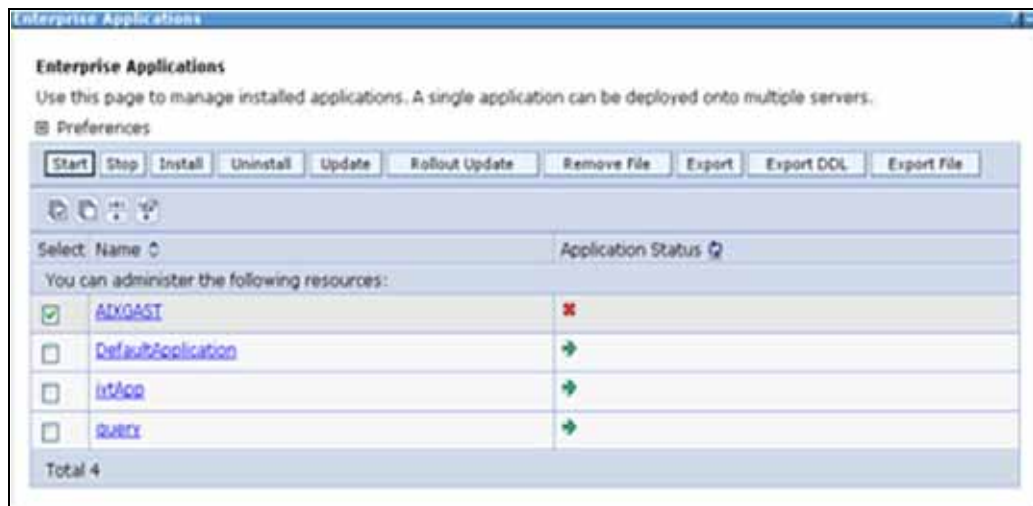 Enterprise Applications
Enterprise Applications
Use this page to manage installed applications. A single application can be deployed onto multiple servers.
Preferences
Start Stop Install Uninstall Update Rollout Update Remove File Export Export DDL Export File
Select Name Application Status
You can administer the following resources:
AIXGAST
DefaultApplication
ivtApp
query
Total 4